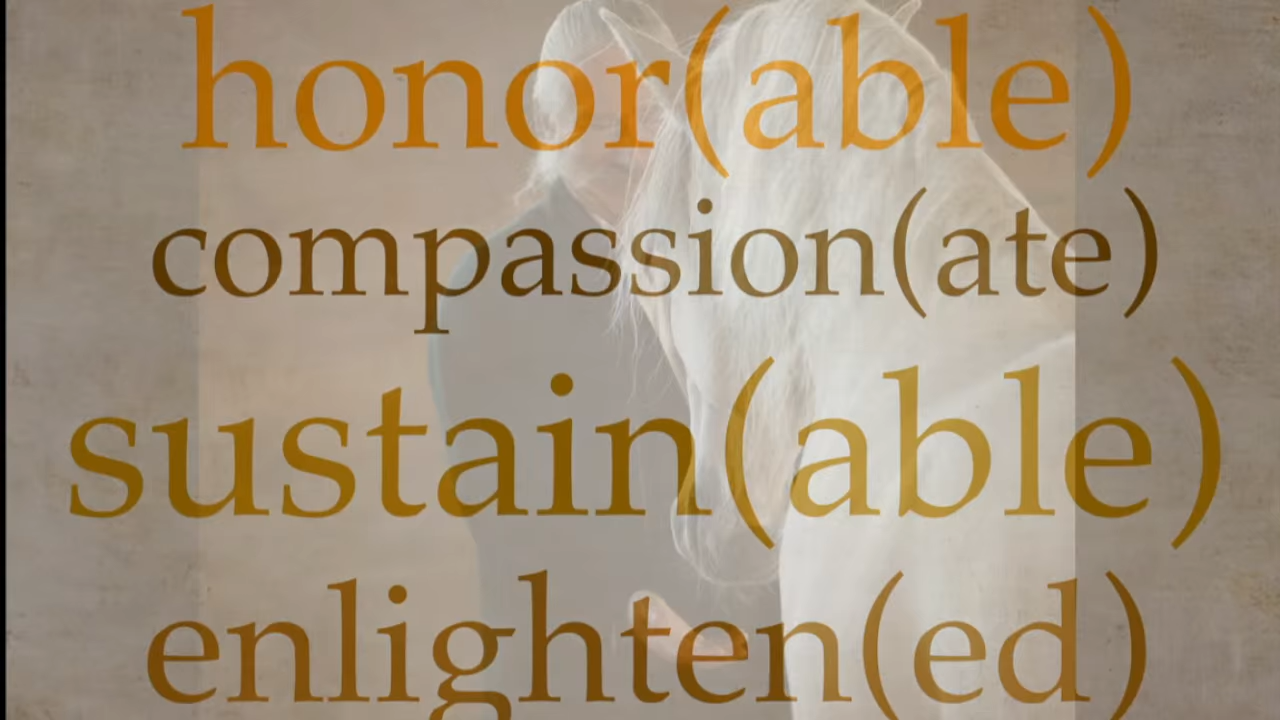 honor(able)
compassion(ate)
sustain(able)
enlighten(ed)